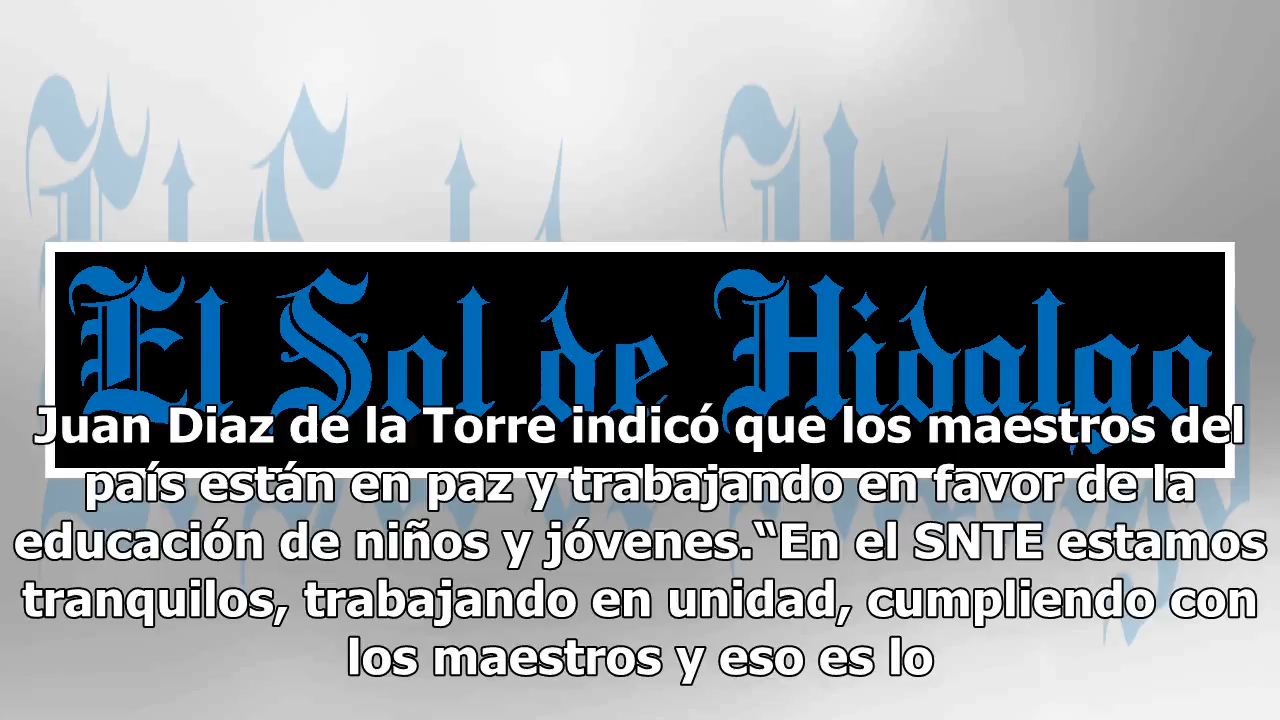 El Sol de Hidalgo
Juan Diaz de la Torre indicó que los maestros del
país están en paz y trabajando en favor de la
educación de niños y jóvenes.“En el SNTE estamos
tranquilos, trabajando en unidad, cumpliendo con
los maestros y eso es lo